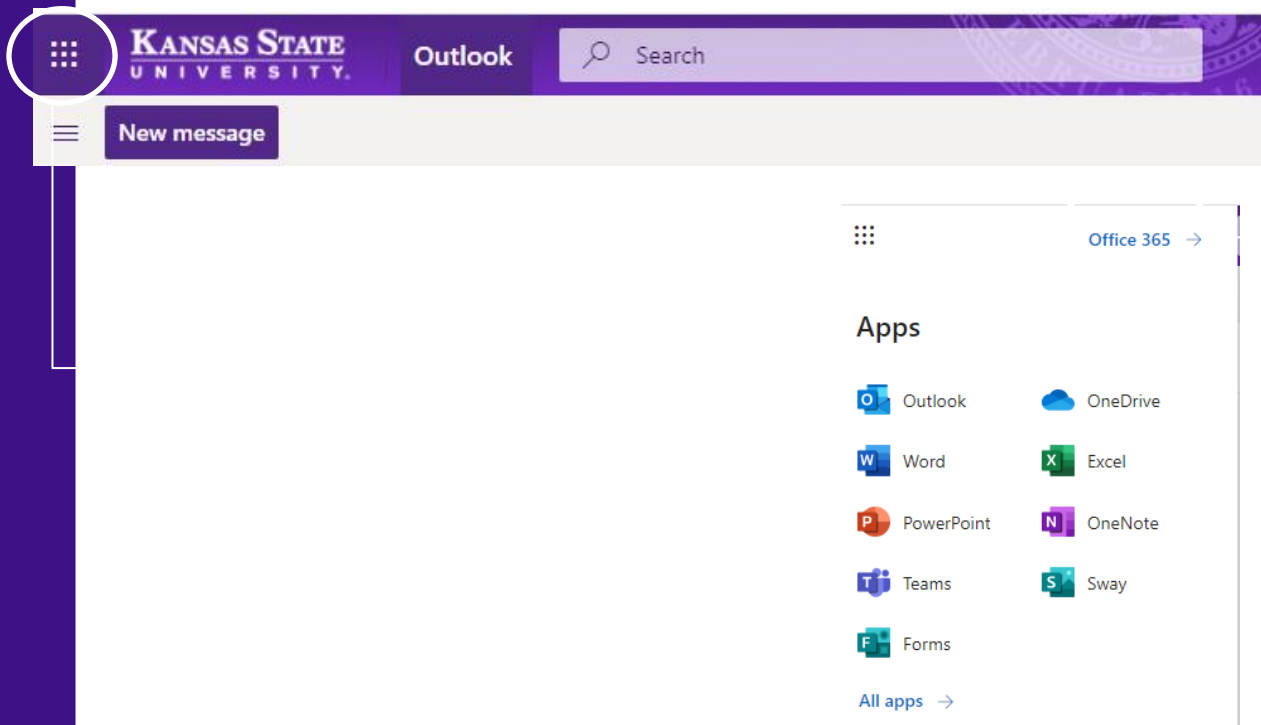 KANSAS STATE
UNIVERSITY.
Outlook
Search
New message
Office 365 →
Apps
Outlook
OneDrive
Word
Excel
PowerPoint
OneNote
Teams
Sway
Forms
All apps →